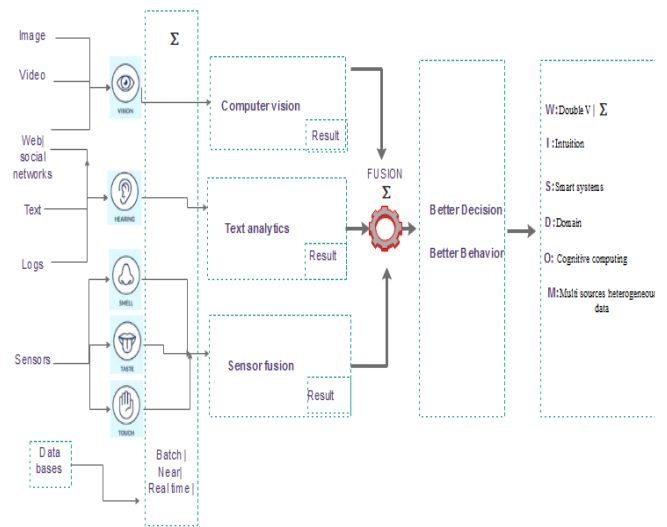 Image
Video
Web|
social
networks
Text
Logs
Sensors
Data
bases
VISION
HEARING
SMELL
TASTE
TOUCH
Σ
Batch |
Near|
Real time |
Computer vision
Result
Text analytics
Result
Sensor fusion
Result
FUSION
Σ
Better Decision
Better Behavior
W: Double V | Σ
I: Intuition
S: Smart systems
D: Domain
O: Cognitive computing
M: Multi sources heterogeneous
data